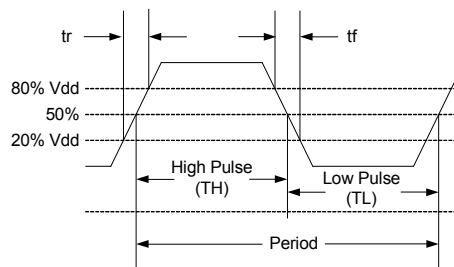 tr
tf
80% Vdd
50%
20% Vdd
High Pulse
(TH)
Low Pulse
(TL)
Period